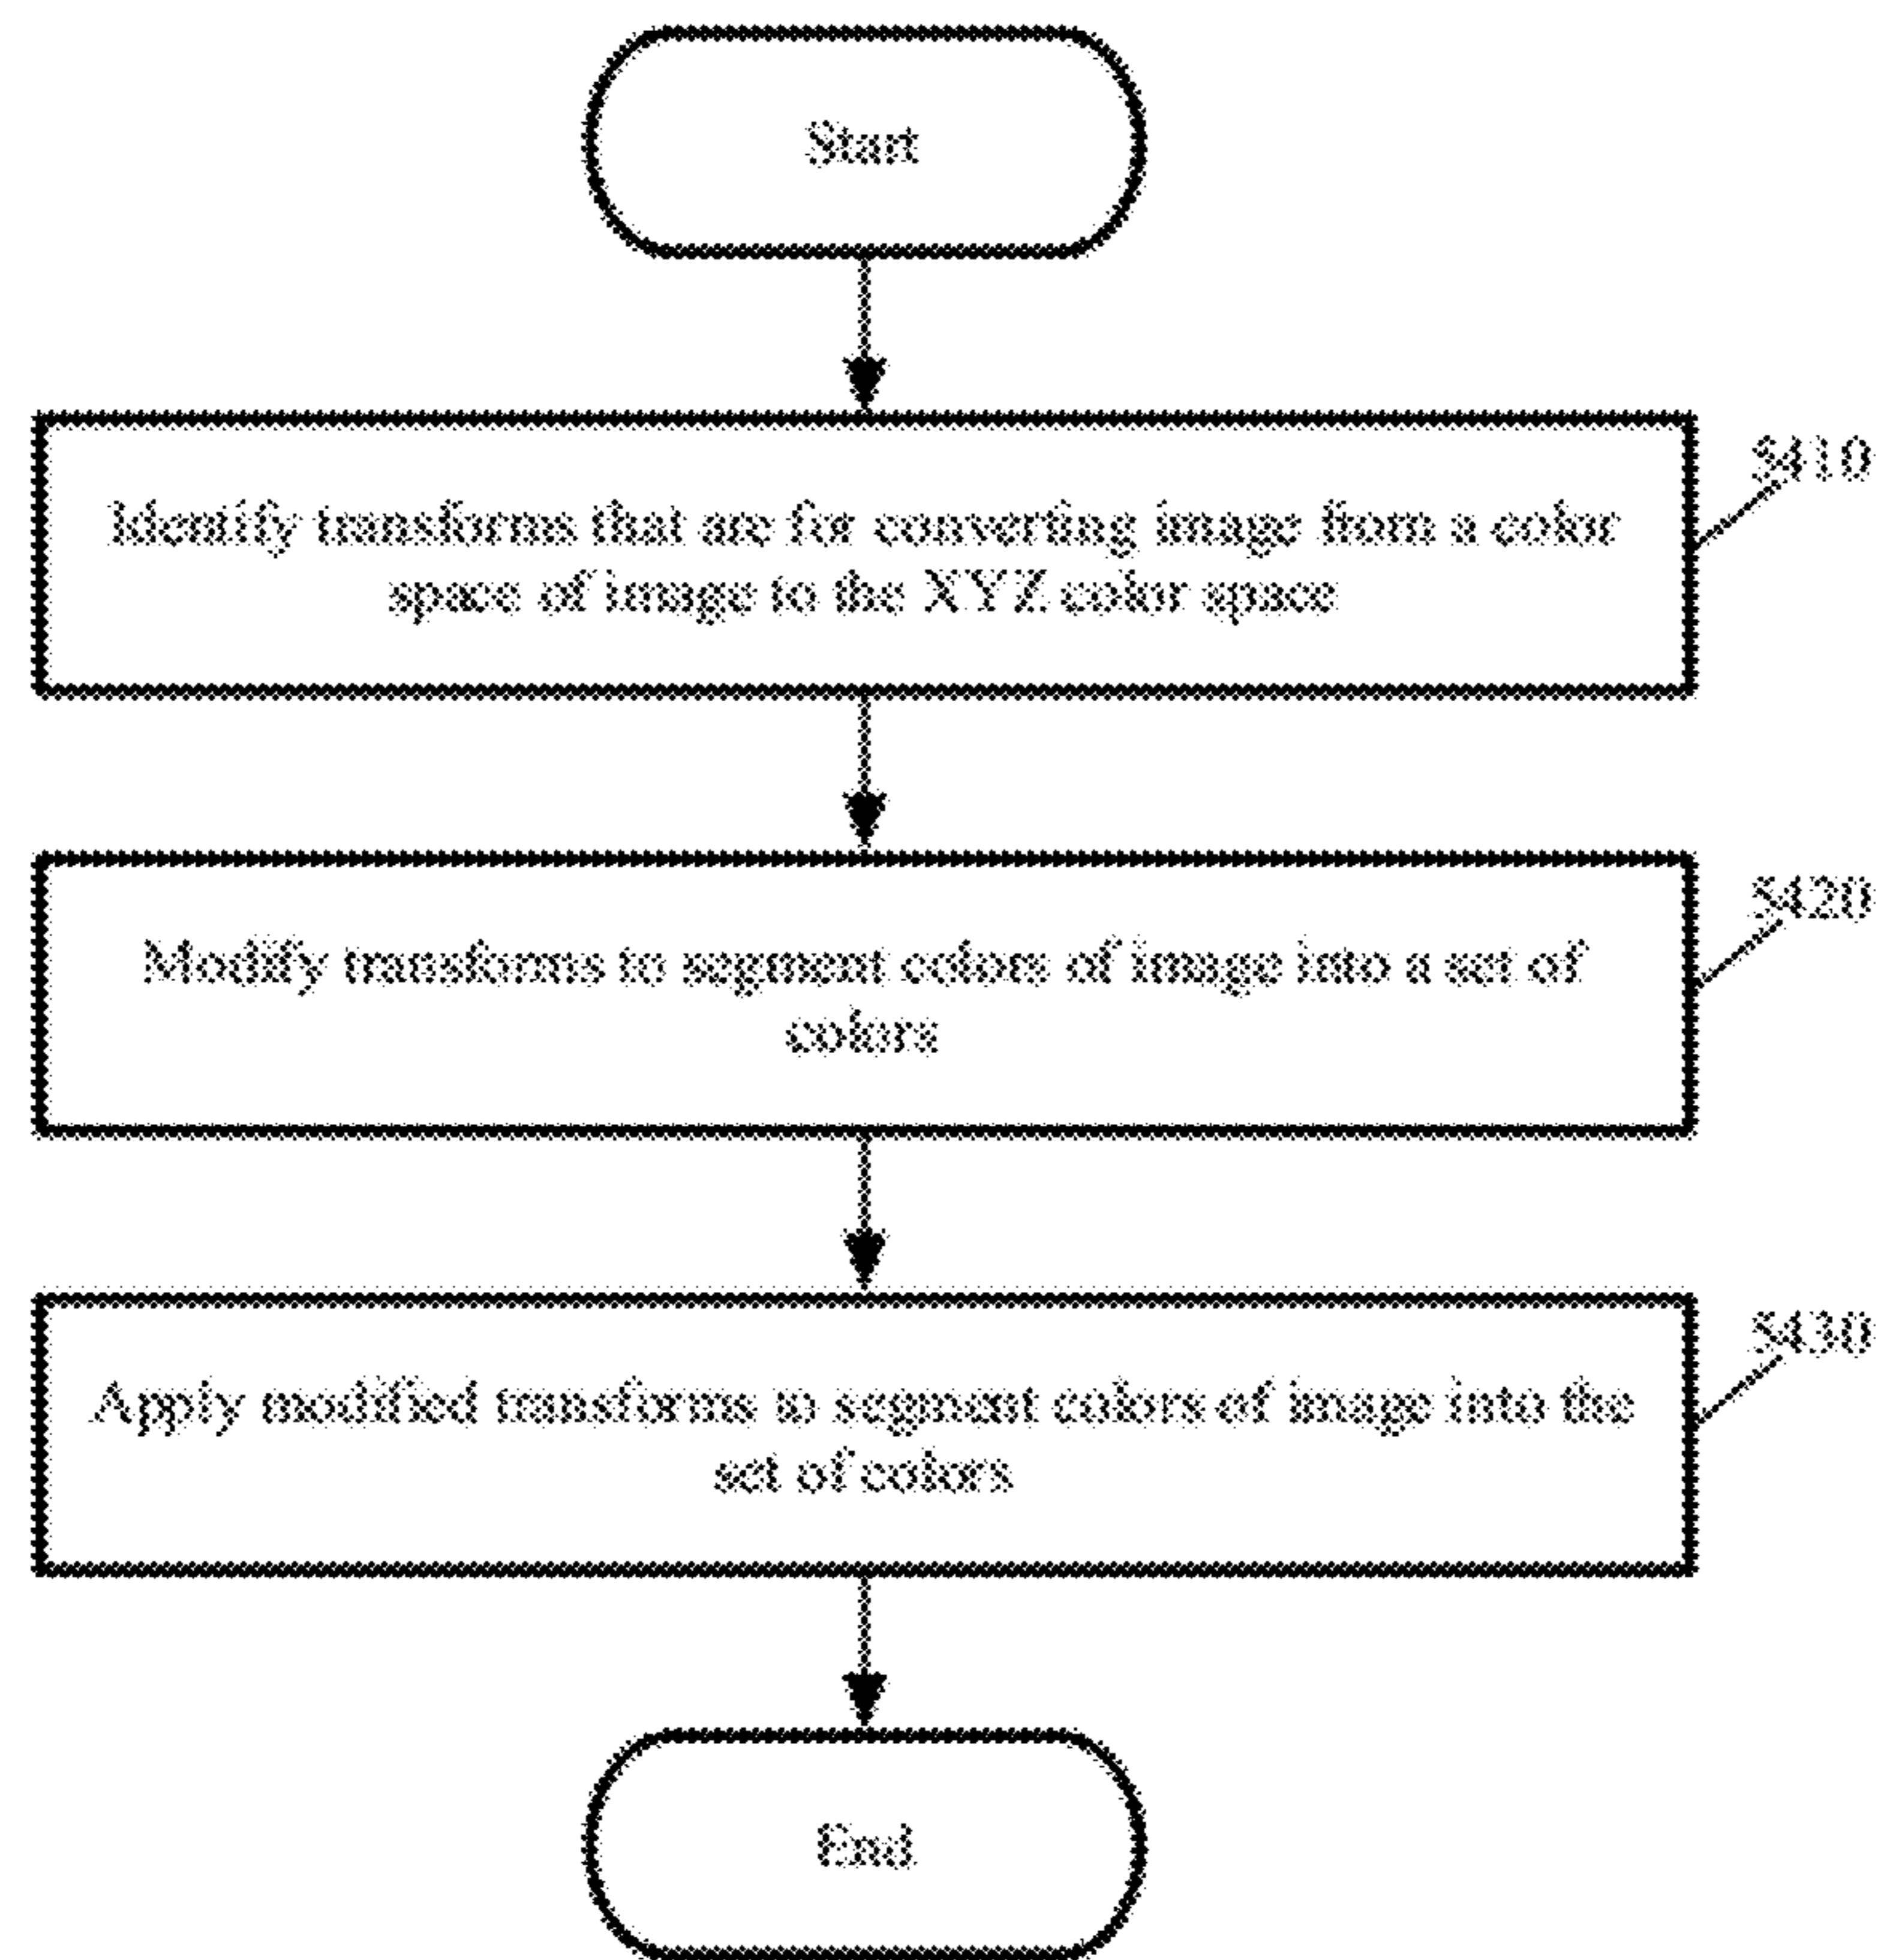 Start
S410
Identify transforms that are for converting image from a color
space of image to the XYZ color space
S420
Modify transforms to segment colors of image into a set of
colors
S430
Apply modified transforms to segment colors of image into the
set of colors
End